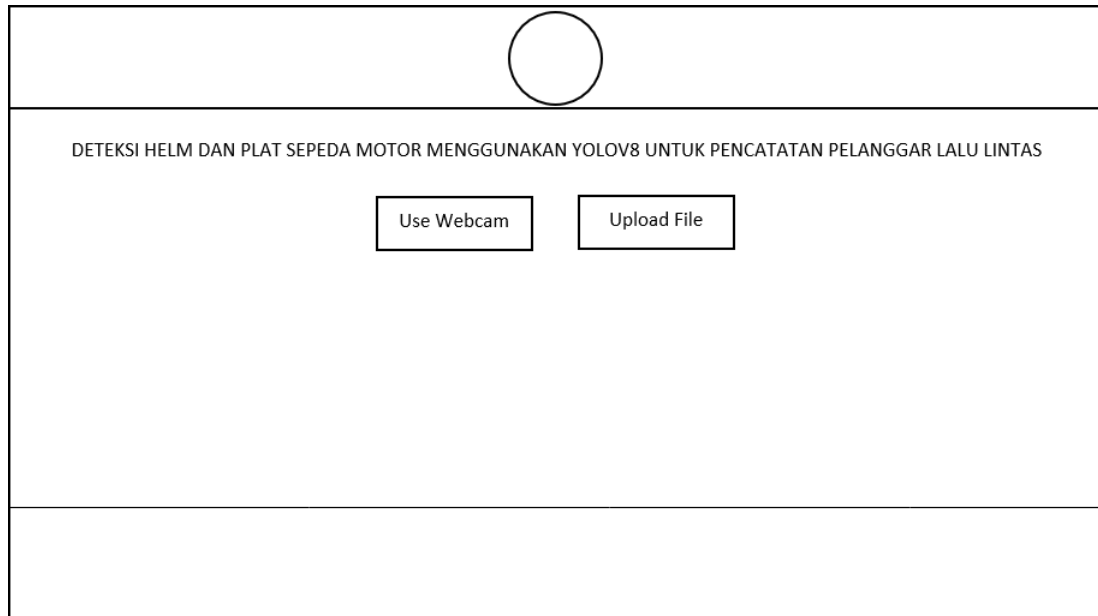 DETEKSI HELM DAN PLAT SEPEDA MOTOR MENGGUNAKAN YOLOV8 UNTUK PENCATATAN PELANGGAR LALU LINTAS
Use Webcam
Upload File